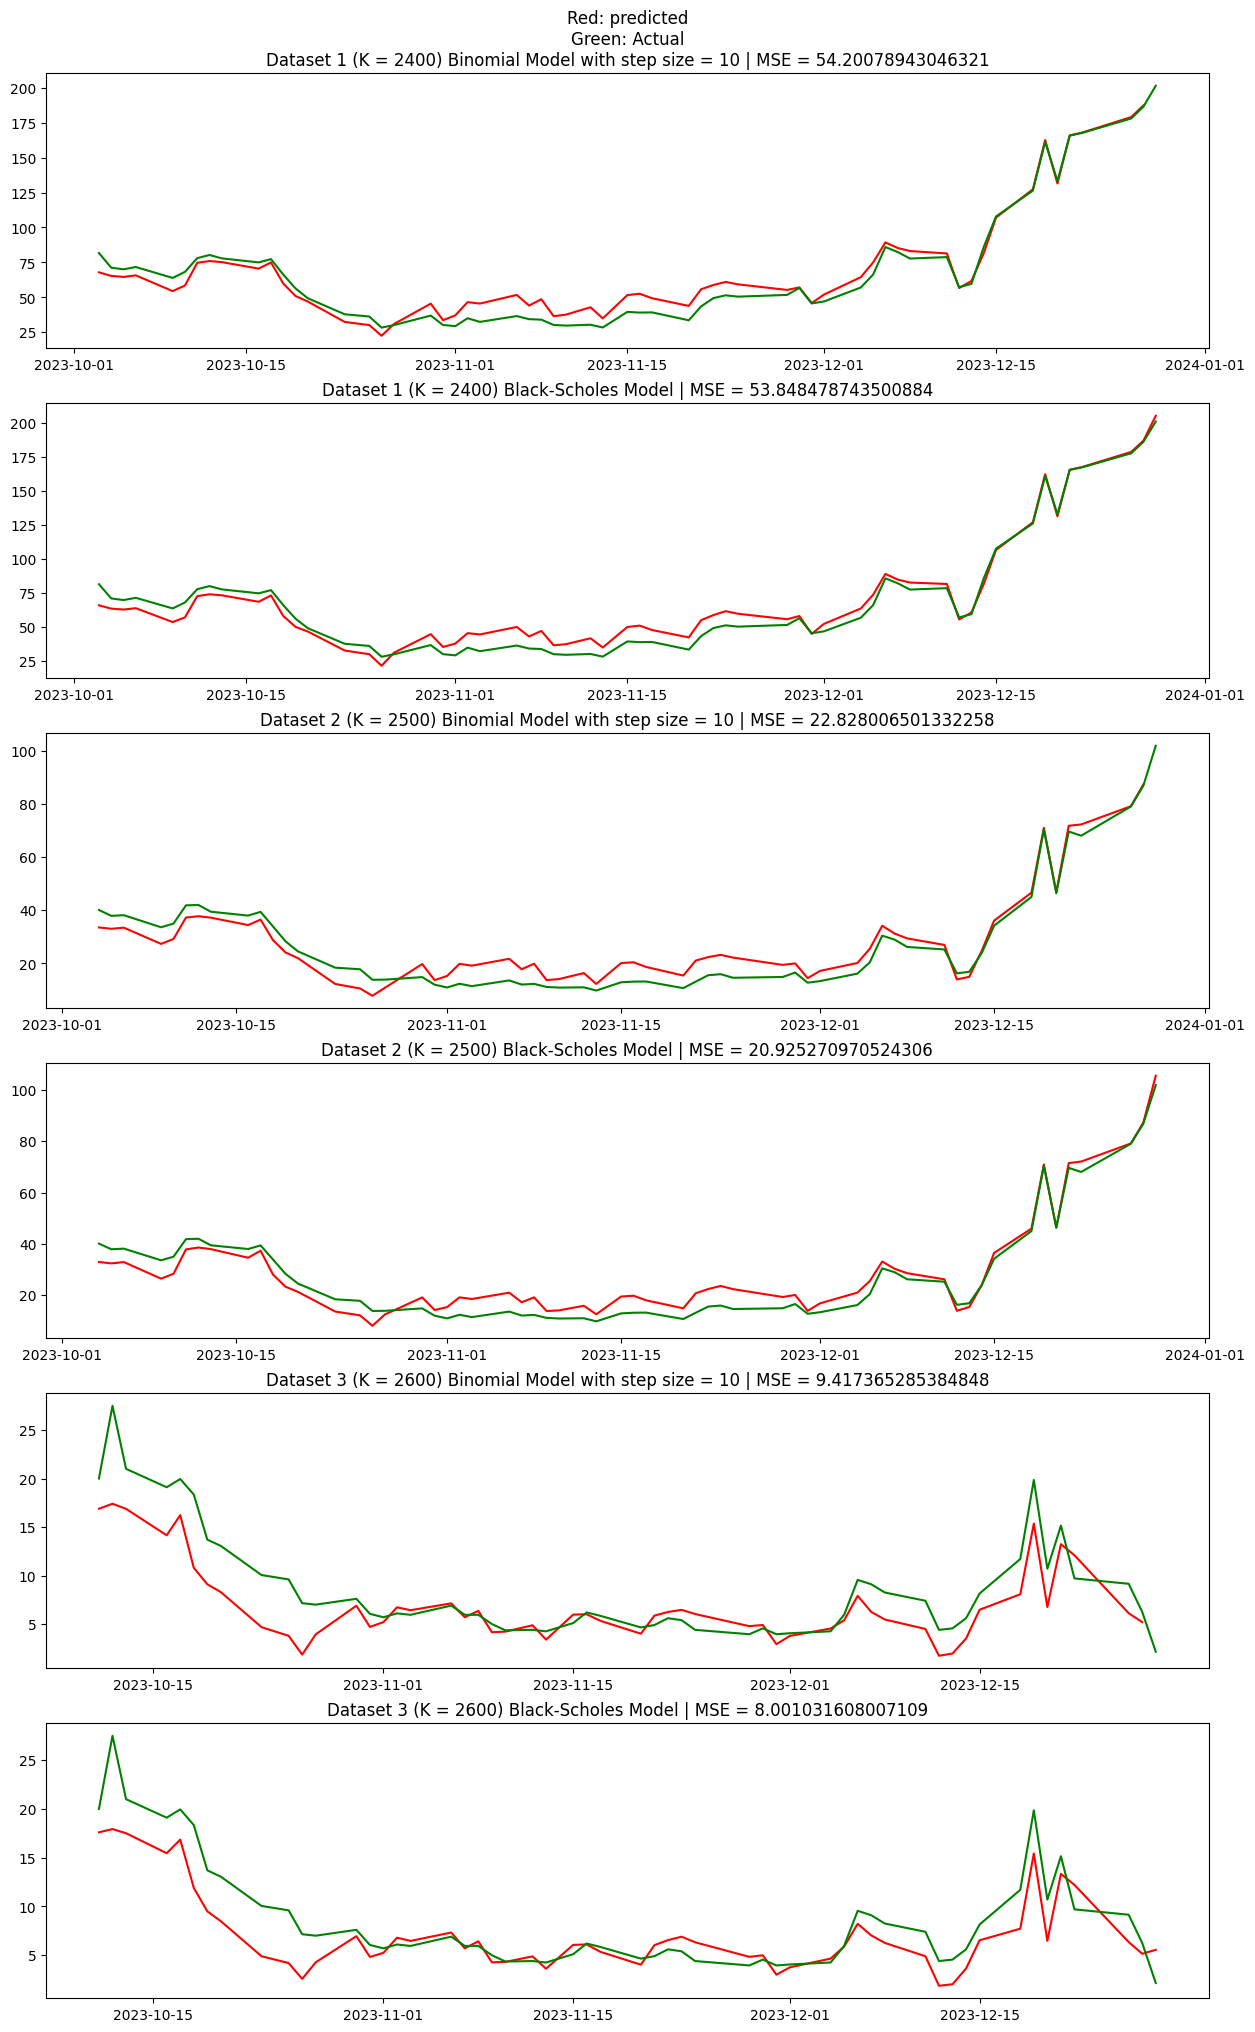 Red: predicted
Green: Actual
Dataset 1 (K = 2400) Binomial Model with step size = 10 | MSE = 54.20078943046321
200
175
150
125
100
75
50
25
2023-10-01 2023-10-15 2023-11-01 2023-11-15 2023-12-01 2023-12-15 2024-01-01
Dataset 1 (K = 2400) Black-Scholes Model | MSE = 53.848478743500884
200
175
150
125
100
75
50
25
2023-10-01 2023-10-15 2023-11-01 2023-11-15 2023-12-01 2023-12-15 2024-01-01
Dataset 2 (K = 2500) Binomial Model with step size = 10 | MSE = 22.828006501332258
100
80
60
40
20
2023-10-01 2023-10-15 2023-11-01 2023-11-15 2023-12-01 2023-12-15 2024-01-01
Dataset 2 (K = 2500) Black-Scholes Model | MSE = 20.925270970524306
100
80
60
40
20
2023-10-01 2023-10-15 2023-11-01 2023-11-15 2023-12-01 2023-12-15 2024-01-01
Dataset 3 (K = 2600) Binomial Model with step size = 10 | MSE = 9.417365285384848
25
20
15
10
5
2023-10-15 2023-11-01 2023-11-15 2023-12-01 2023-12-15
Dataset 3 (K = 2600) Black-Scholes Model | MSE = 8.001031608007109
25
20
15
10
5
2023-10-15 2023-11-01 2023-11-15 2023-12-01 2023-12-15